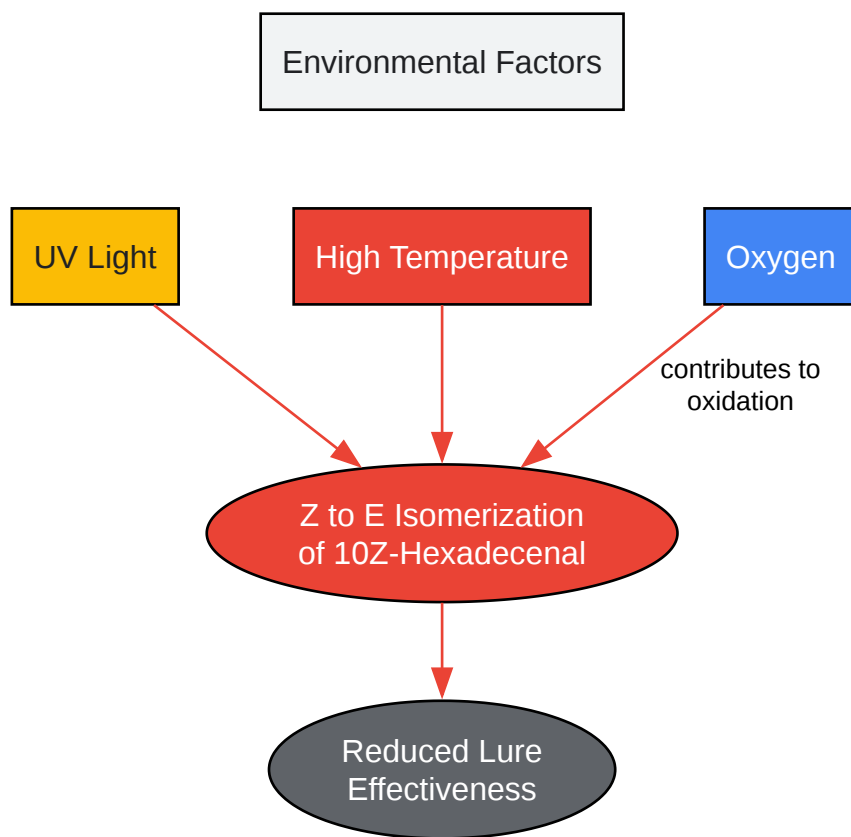 Environmental Factors
UV Light
High Temperature
Oxygen
contributes to
oxidation
Z to E Isomerization
of 10Z-Hexadecenal
Reduced Lure
Effectiveness